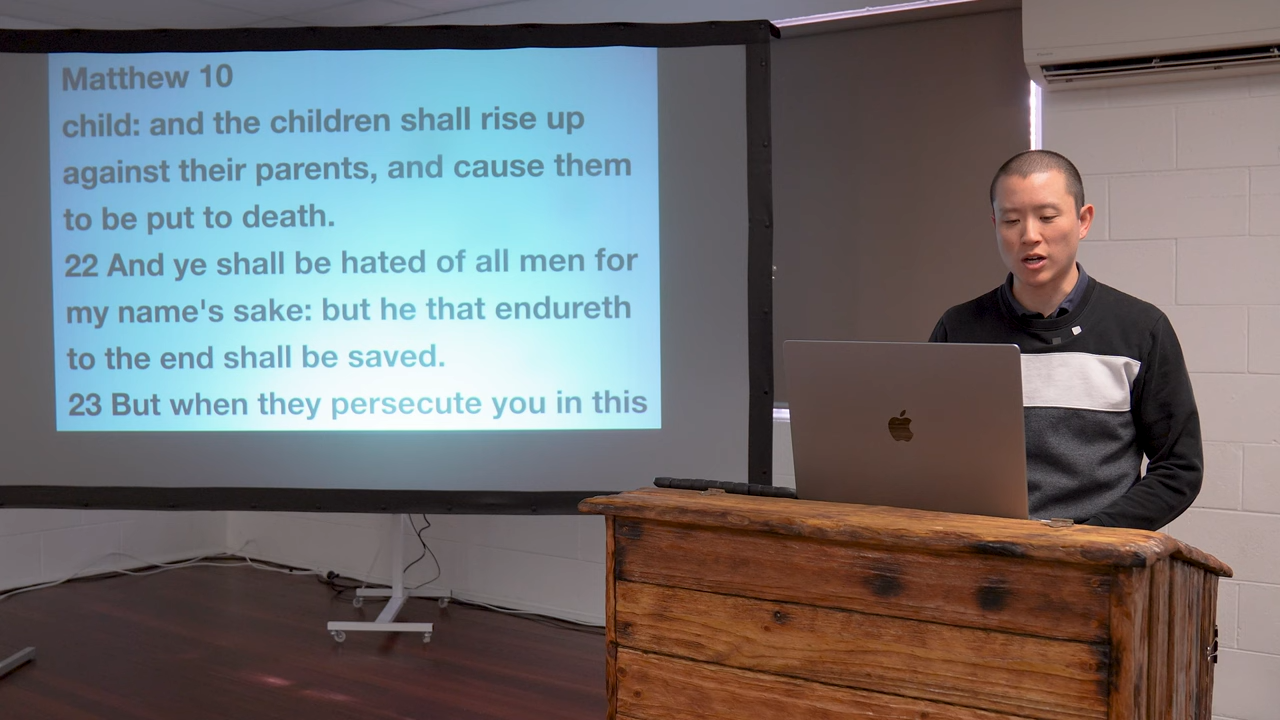 Matthew 10
child: and the children shall rise up
against their parents, and cause them
to be put to death.
22 And ye shall be hated of all men for
my name's sake: but he that endureth
to the end shall be saved.
23 But when they persecute you in this